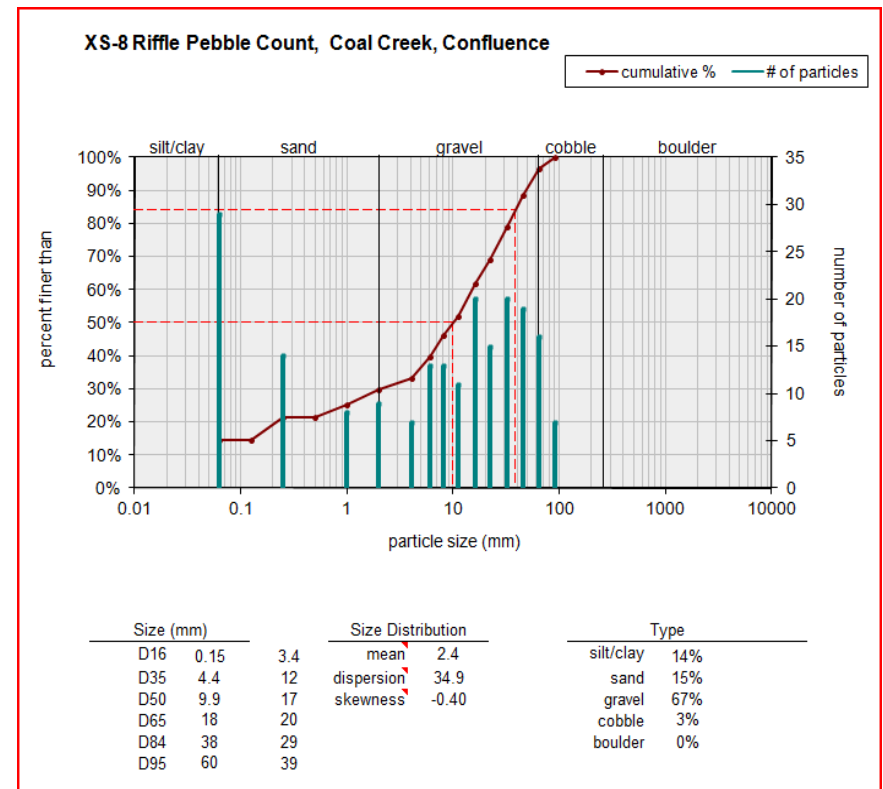 XS-8 Riffle Pebble Count, Coal Creek, Confluence
cumulative % # of particles
silt/clay sand gravel cobble boulder
100% 35
90%
30
80%
25
70%
60% 20
50%
15
40%
30% 10
20%
5
10%
0% 0
0.01 0.1 1 10 100 1000 10000
percent finer than
number of particles
particle size (mm)
Size (mm) Size Distribution Type
D16 0.15 3.4 mean 2.4 silt/clay 14%
D35 4.4 12 dispersion 34.9 sand 15%
D50 9.9 17 skewness -0.40 gravel 67%
D65 18 20 cobble 3%
D84 38 29 boulder 0%
D95 60 39